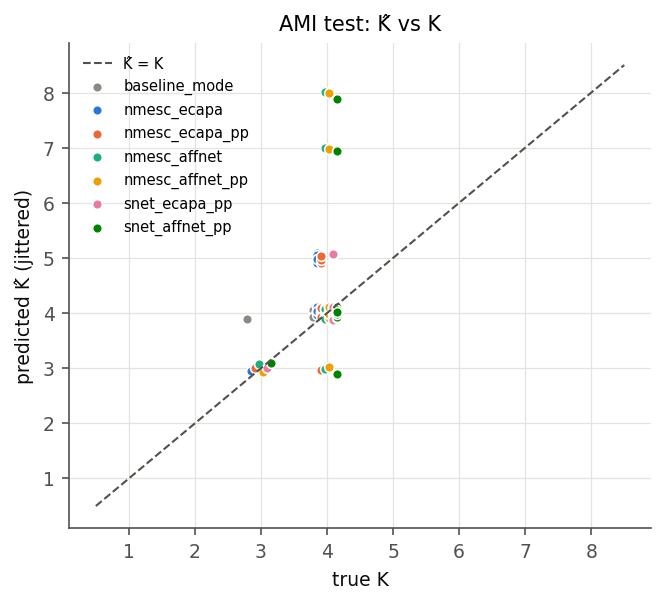 AMI test: K̂ vs K
K̂ = K
baseline_mode
nmesc_ecapa
nmesc_ecapa_pp
nmesc_affnet
nmesc_affnet_pp
snet_ecapa_pp
snet_affnet_pp
predicted K̂ (jittered)
8
7
6
5
4
3
2
1
1 2 3 4 5 6 7 8
true K